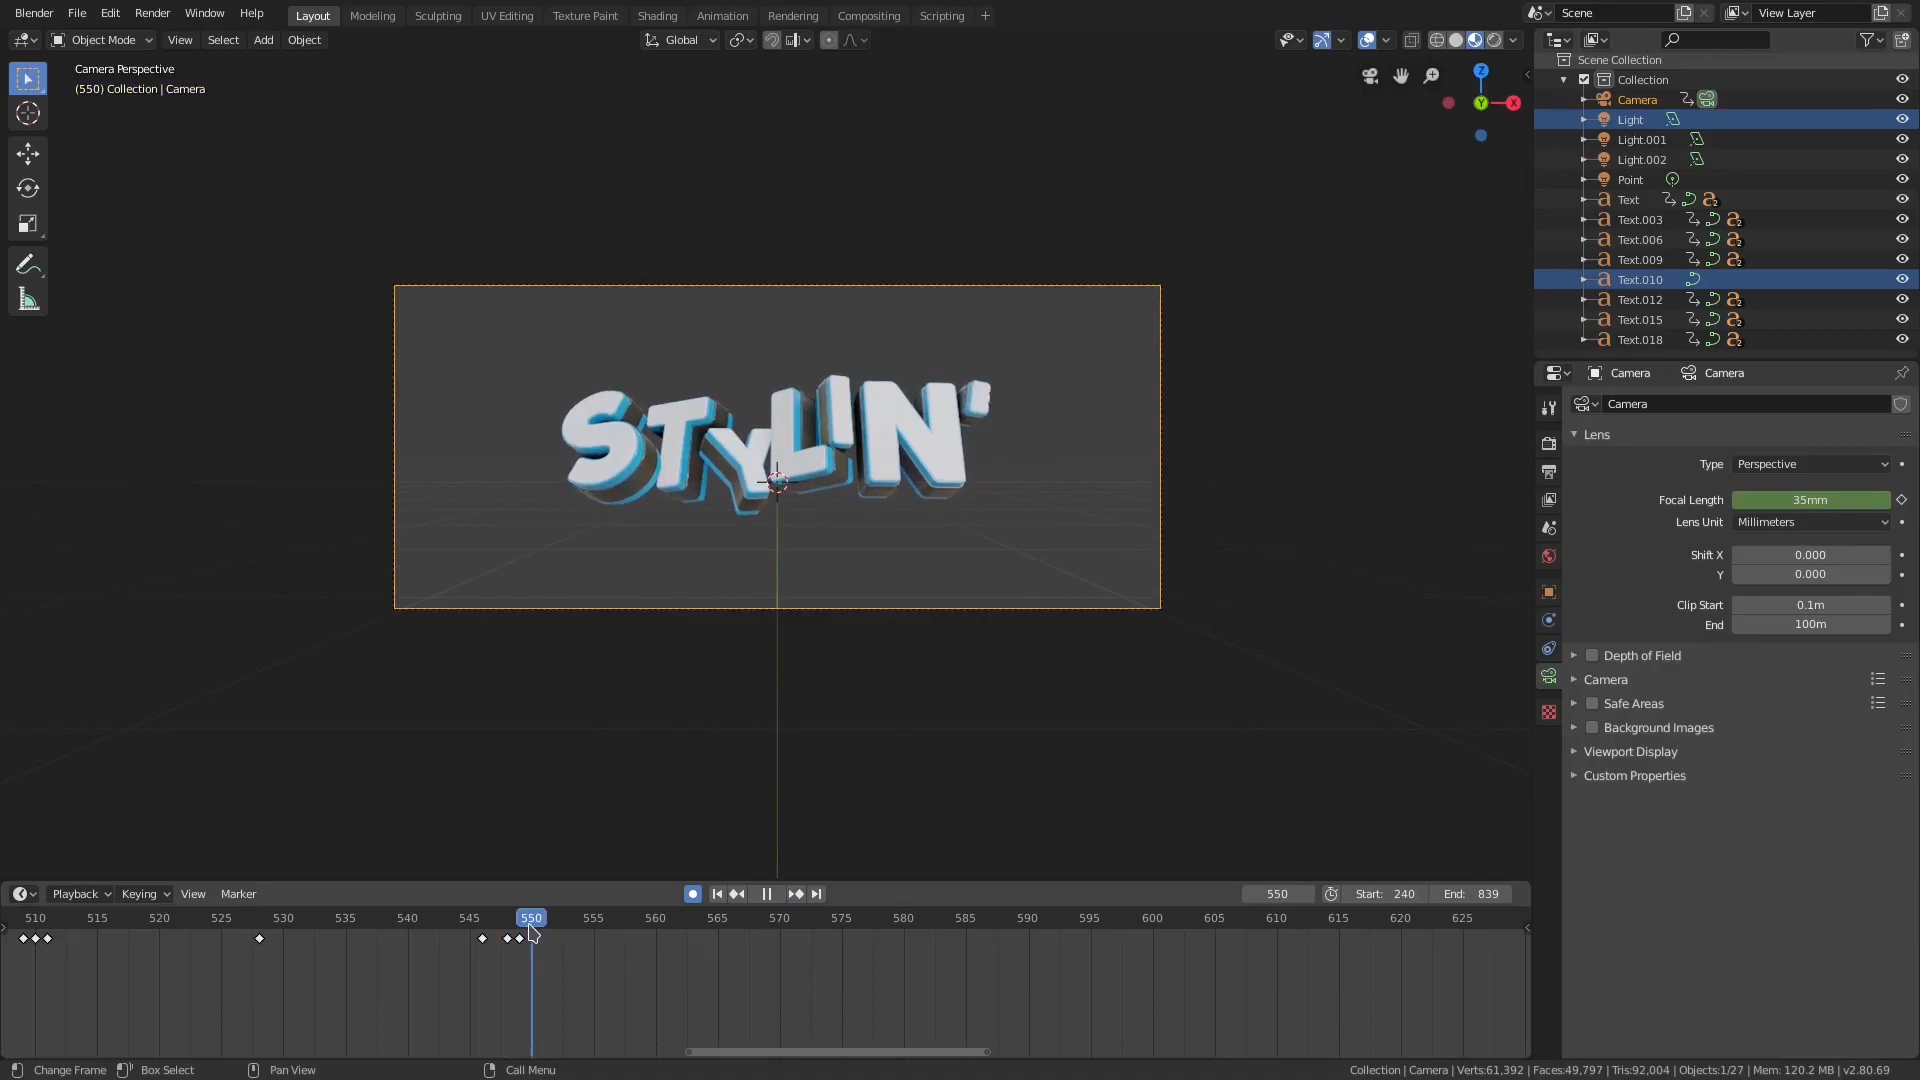 Blender File Edit Render Window Help Layout Modeling Sculpting UV Editing Texture Paint Shading Animation Rendering Compositing Scripting + Scene View Layer
Object Mode View Select Add Object Global
Camera Perspective
(550) Collection | Camera
Z
Y X
STYLIN'
Scene Collection
Collection
Camera
Light
Light.001
Light.002
Point
Text
Text.003
Text.006
Text.009
Text.010
Text.012
Text.015
Text.018
Camera Camera
Camera
Lens
Type Perspective
Focal Length 35mm
Lens Unit Millimeters
Shift X 0.000
Y 0.000
Clip Start 0.1m
End 100m
Depth of Field
Camera
Safe Areas
Background Images
Viewport Display
Custom Properties
Playback Keying View Marker 550 Start: 240 End: 839
510 515 520 525 530 535 540 545 550 555 560 565 570 575 580 585 590 595 600 605 610 615 620 625
Change Frame Box Select Pan View Call Menu Collection | Camera | Verts:61,392 | Faces:49,797 | Tris:92,004 | Objects:1/27 | Mem: 120.2 MB | v2.80.69